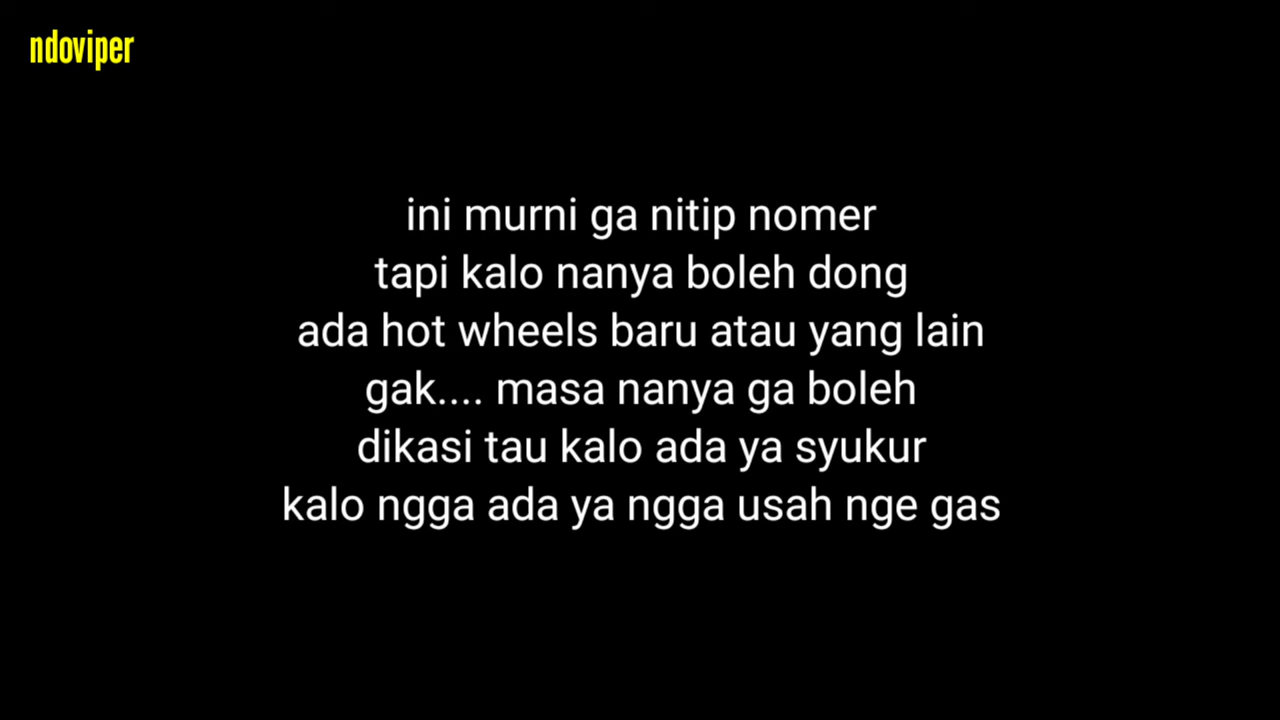 ndoviper
ini murni ga nitip nomer
tapi kalo nanya boleh dong
ada hot wheels baru atau yang lain
gak.... masa nanya ga boleh
dikasi tau kalo ada ya syukur
kalo ngga ada ya ngga usah nge gas